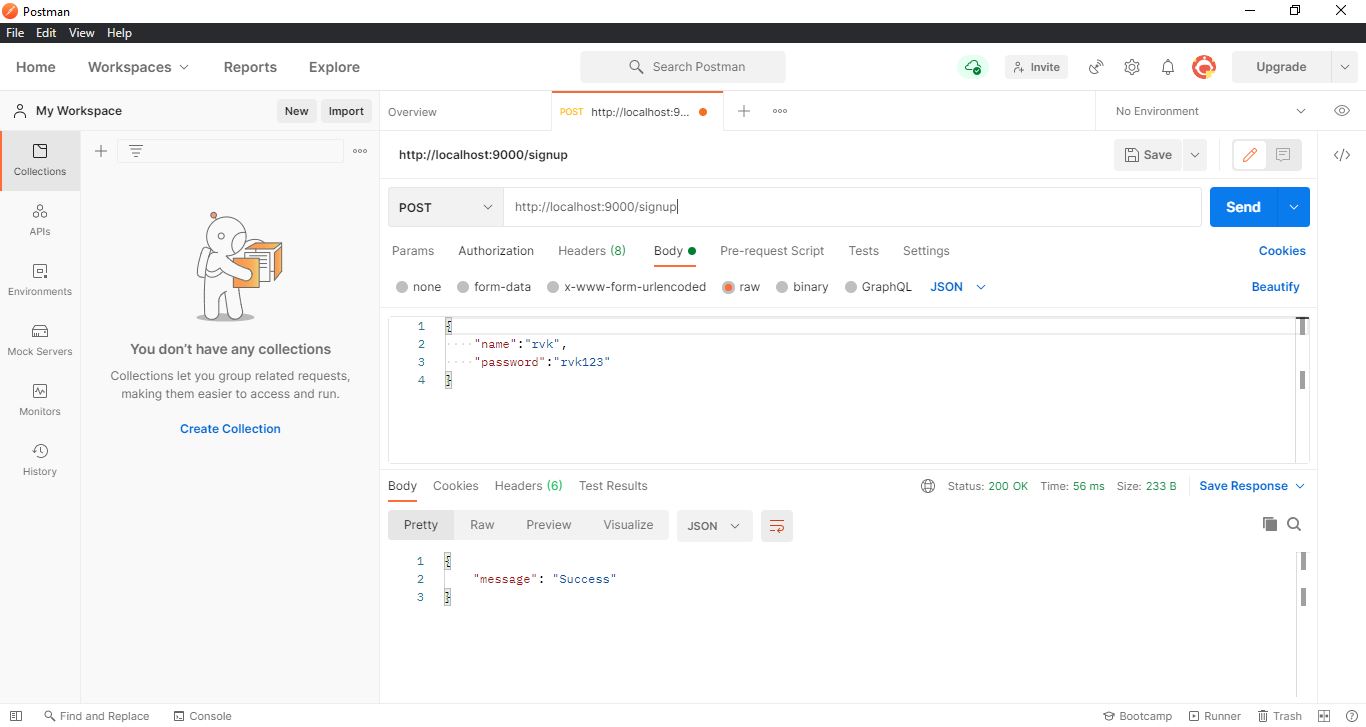 Postman
File Edit View Help
Home Workspaces Reports Explore Search Postman Invite Upgrade
My Workspace New Import Overview POST http://localhost:9... No Environment
Collections
http://localhost:9000/signup Save
POST http://localhost:9000/signup Send
APIs
Params Authorization Headers (8) Body Pre-request Script Tests Settings Cookies
none form-data x-www-form-urlencoded raw binary GraphQL JSON Beautify
Environments
1 {
2 "name":"rvk",
3 "password":"rvk123"
4 }
Mock Servers
You don't have any collections
Collections let you group related requests,
making them easier to access and run.
Create Collection
Monitors
History
Body Cookies Headers (6) Test Results Status: 200 OK Time: 56 ms Size: 233 B Save Response
Pretty Raw Preview Visualize JSON
1 {
2 "message": "Success"
3 }
Find and Replace Console Bootcamp Runner Trash